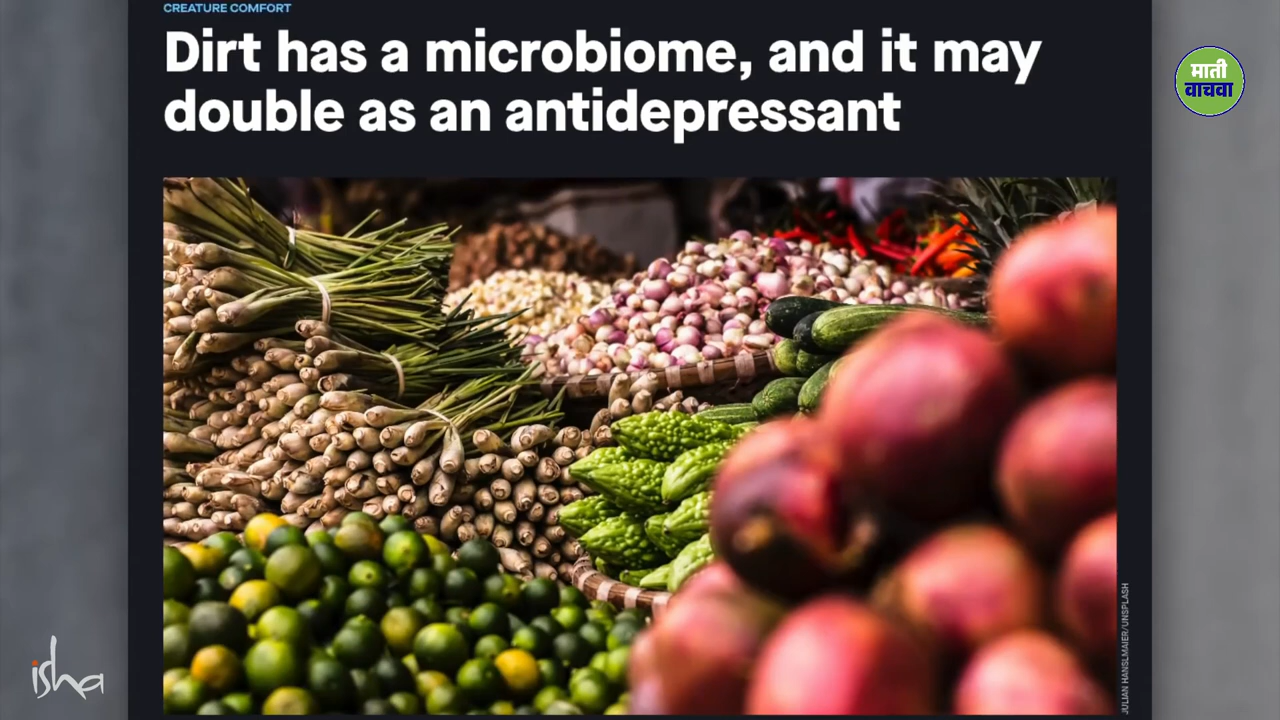 CREATURE COMFORT
Dirt has a microbiome, and it may
double as an antidepressant
माती
वाचवा
JULIAN HANSLMAIER/UNSPLASH
isha